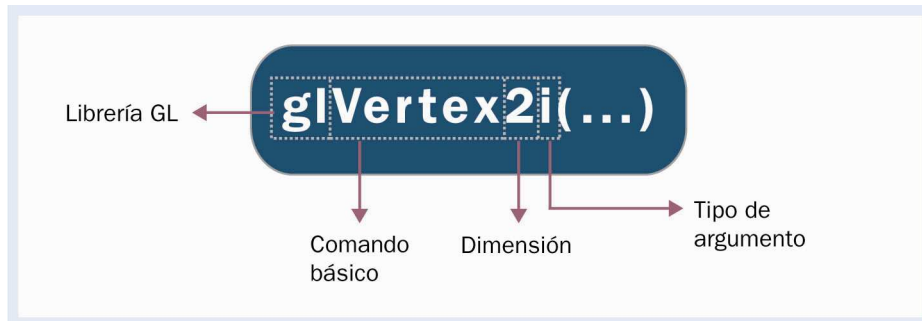 glVertex2i(...)
Librería GL
Comando
básico
Dimensión
Tipo de
argumento